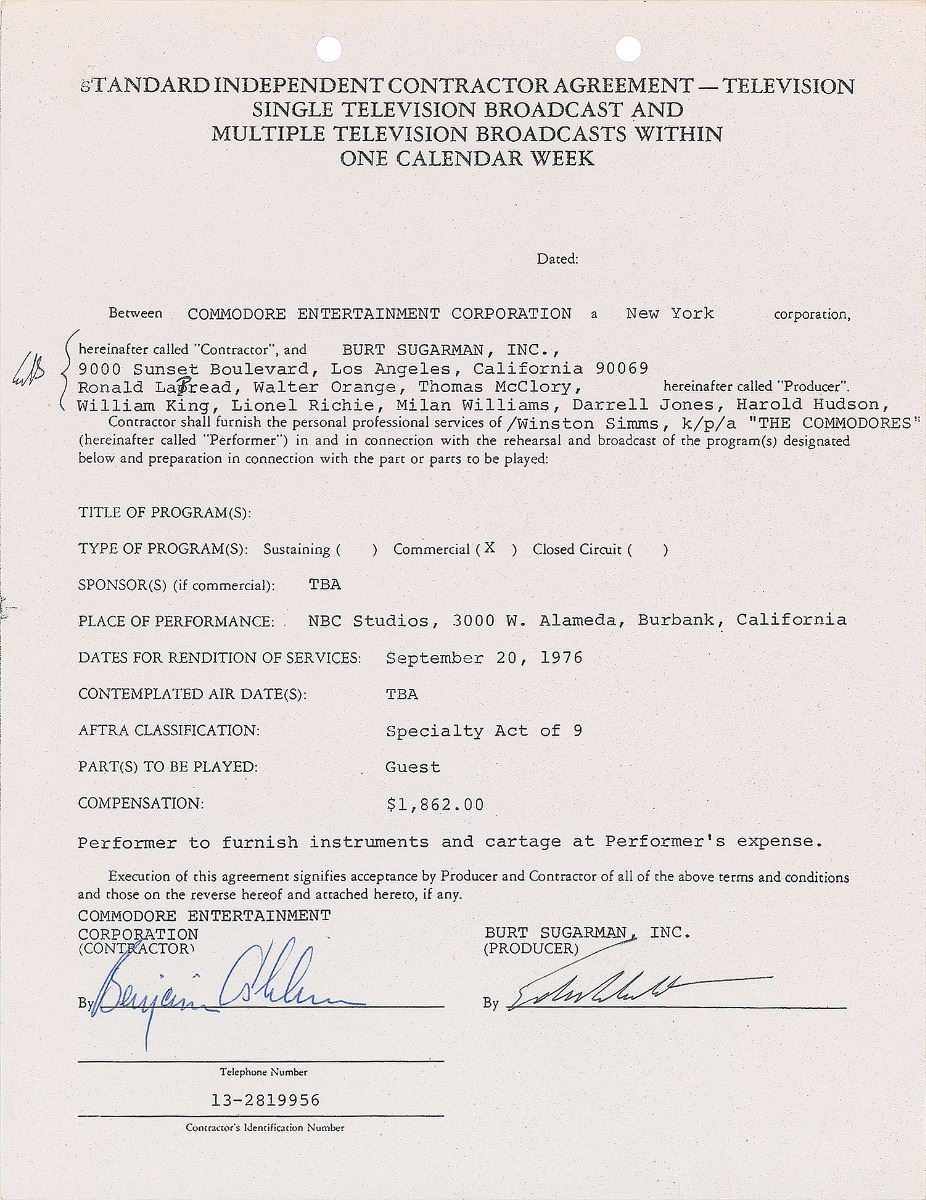 STANDARD INDEPENDENT CONTRACTOR AGREEMENT — TELEVISION
SINGLE TELEVISION BROADCAST AND
MULTIPLE TELEVISION BROADCASTS WITHIN
ONE CALENDAR WEEK
Dated:
Between COMMODORE ENTERTAINMENT CORPORATION a New York corporation,
hereinafter called "Contractor", and BURT SUGARMAN, INC.,
9000 Sunset Boulevard, Los Angeles, California 90069
Ronald LaPread, Walter Orange, Thomas McClory, hereinafter called "Producer".
William King, Lionel Richie, Milan Williams, Darrell Jones, Harold Hudson,
Contractor shall furnish the personal professional services of /Winston Simms, k/p/a "THE COMMODORES"
(hereinafter called "Performer") in and in connection with the rehearsal and broadcast of the program(s) designated
below and preparation in connection with the part or parts to be played:
TITLE OF PROGRAM(S):
TYPE OF PROGRAM(S): Sustaining ( ) Commercial ( X ) Closed Circuit ( )
SPONSOR(S) (if commercial): TBA
PLACE OF PERFORMANCE: NBC Studios, 3000 W. Alameda, Burbank, California
DATES FOR RENDITION OF SERVICES: September 20, 1976
CONTEMPLATED AIR DATE(S): TBA
AFTRA CLASSIFICATION: Specialty Act of 9
PART(S) TO BE PLAYED: Guest
COMPENSATION: $1,862.00
Performer to furnish instruments and cartage at Performer's expense.
Execution of this agreement signifies acceptance by Producer and Contractor of all of the above terms and conditions
and those on the reverse hereof and attached hereto, if any.
COMMODORE ENTERTAINMENT
CORPORATION
(CONTRACTOR)
BURT SUGARMAN, INC.
(PRODUCER)
By Benjamin
By
Telephone Number
13-2819956
Contractor's Identification Number